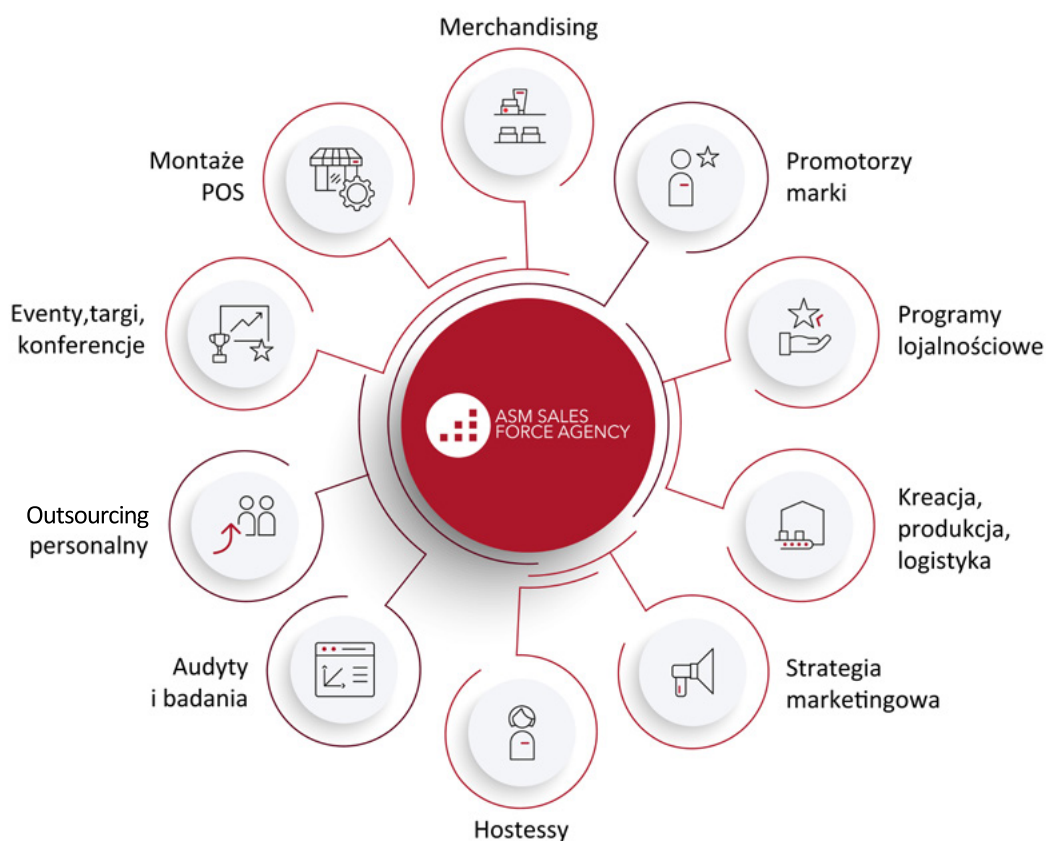 Merchandising
Promotorzy
marki
Programy
lojalnościowe
Kreacja,
produkcja,
logistyka
Strategia
marketingowa
Hostessy
Audyty
i badania
Outsourcing
personalny
Eventy,targi,
konferencje
Montaże
POS
ASM SALES
FORCE AGENCY